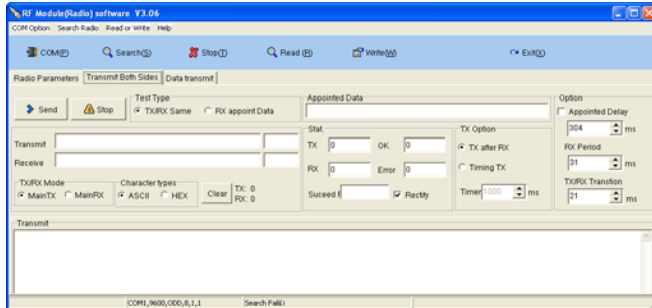 RF Module(Radio) software V3.06
COM Option Search Radio Read or Write Help
COM(P) Search(S) Stop(T) Read (R) Write(W) Exit(X)
Radio Parameters Transmit Both Sides Data transmit
Test Type Appointed Data Option
Send Stop TX/RX Same RX appoint Data Appointed Delay
304 ms
Stat. TX Option
Transmit TX 0 OK 0 TX after RX RX Period
Receive RX 0 Error 0 Timing TX 31 ms
TX/RX Mode Character types TX/RX Transtion
MainTX MainRX ASCII HEX Clear TX: 0 Suceed Rectify Timer 1000 ms 21 ms
RX: 0
Transmit
COM1,9600,ODD,8,1,1 Search Fail(i)